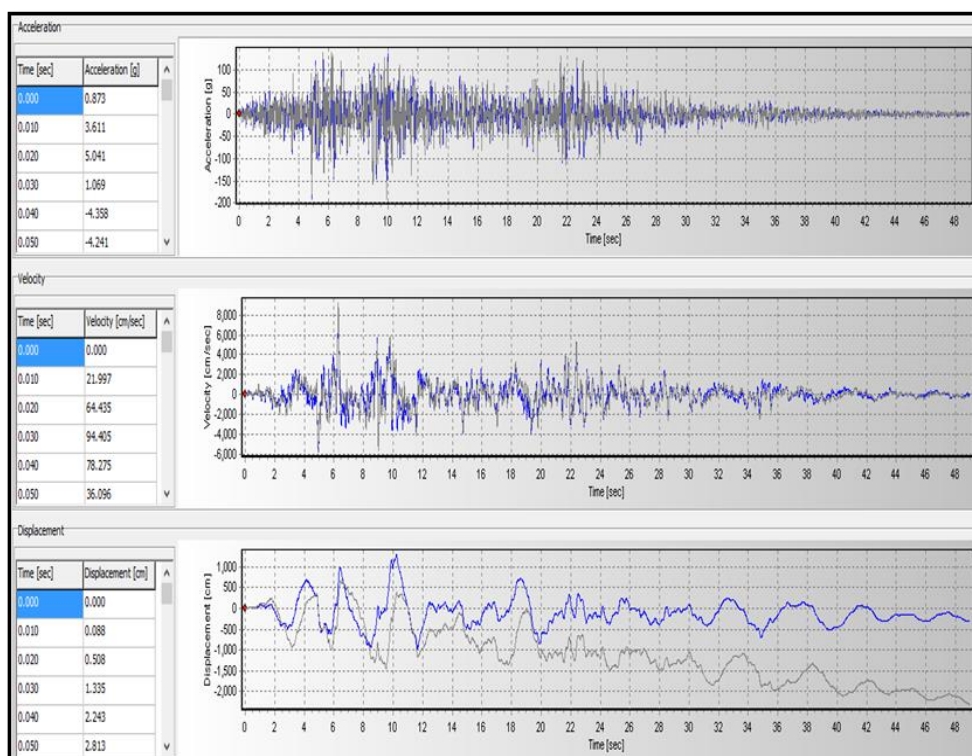 Acceleration
Time [sec] Acceleration [g]
0.000 0.873
0.010 3.611
0.020 5.041
0.030 1.069
0.040 -4.358
0.050 -4.241
Acceleration [g]
100
50
0
-50
-100
-150
-200
0 2 4 6 8 10 12 14 16 18 20 22 24 26 28 30 32 34 36 38 40 42 44 46 48
Time [sec]
Velocity
Time [sec] Velocity [cm/sec]
0.000 0.000
0.010 21.997
0.020 64.435
0.030 94.405
0.040 78.275
0.050 36.096
Velocity [cm/sec]
8,000
6,000
4,000
2,000
0
-2,000
-4,000
-6,000
0 2 4 6 8 10 12 14 16 18 20 22 24 26 28 30 32 34 36 38 40 42 44 46 48
Time [sec]
Displacement
Time [sec] Displacement [cm]
0.000 0.000
0.010 0.088
0.020 0.508
0.030 1.335
0.040 2.243
0.050 2.813
Displacement [cm]
1,000
500
0
-500
-1,000
-1,500
-2,000
0 2 4 6 8 10 12 14 16 18 20 22 24 26 28 30 32 34 36 38 40 42 44 46 48
Time [sec]